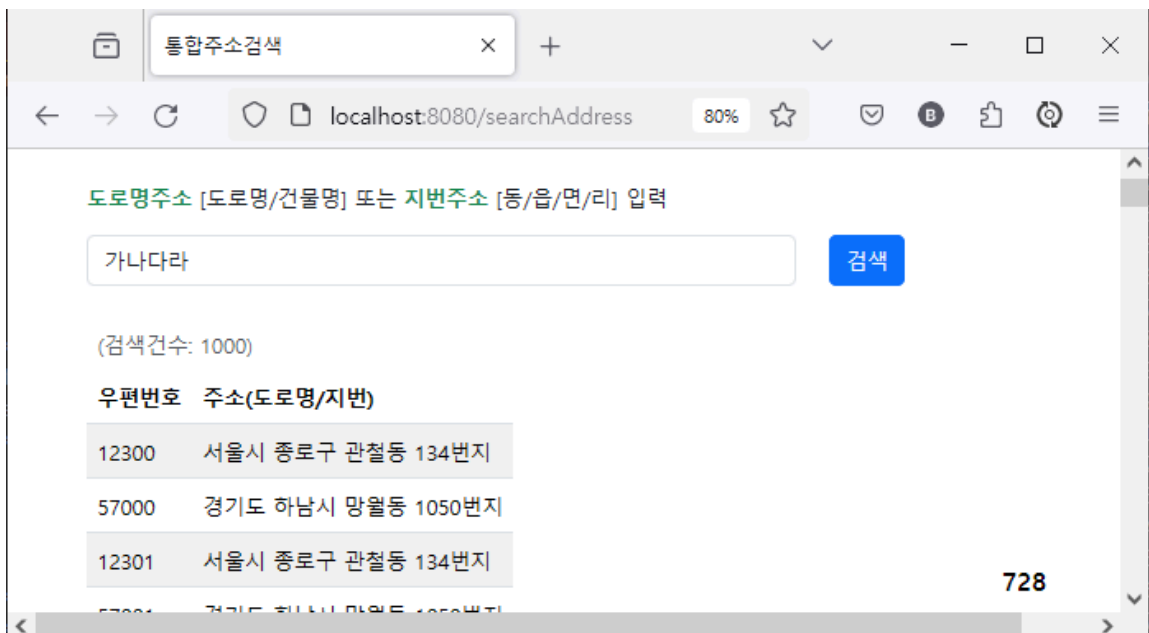 통합주소검색
localhost:8080/searchAddress 80%
B
도로명주소 [도로명/건물명] 또는 지번주소 [동/읍/면/리] 입력
가나다라 검색
(검색건수: 1000)
우편번호 주소(도로명/지번)
12300 서울시 종로구 관철동 134번지
57000 경기도 하남시 망월동 1050번지
12301 서울시 종로구 관철동 134번지
728